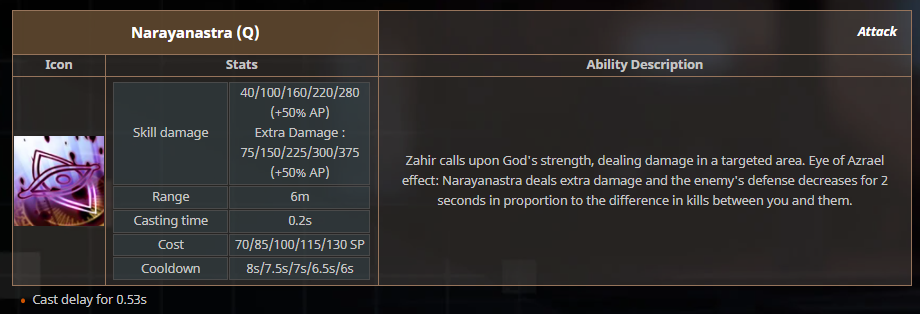 Narayanastra (Q)
Attack
Icon
Stats
Ability Description
Skill damage
40/100/160/220/280
(+50% AP)
Extra Damage :
75/150/225/300/375
(+50% AP)
Range
6m
Casting time
0.2s
Cost
70/85/100/115/130 SP
Cooldown
8s/7.5s/7s/6.5s/6s
Zahir calls upon God's strength, dealing damage in a targeted area. Eye of Azrael
effect: Narayanastra deals extra damage and the enemy's defense decreases for 2
seconds in proportion to the difference in kills between you and them.
• Cast delay for 0.53s